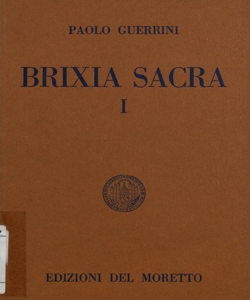 PAOLO GUERRINI
BRIXIA SACRA
I
EDIZIONI DEL MORETTO